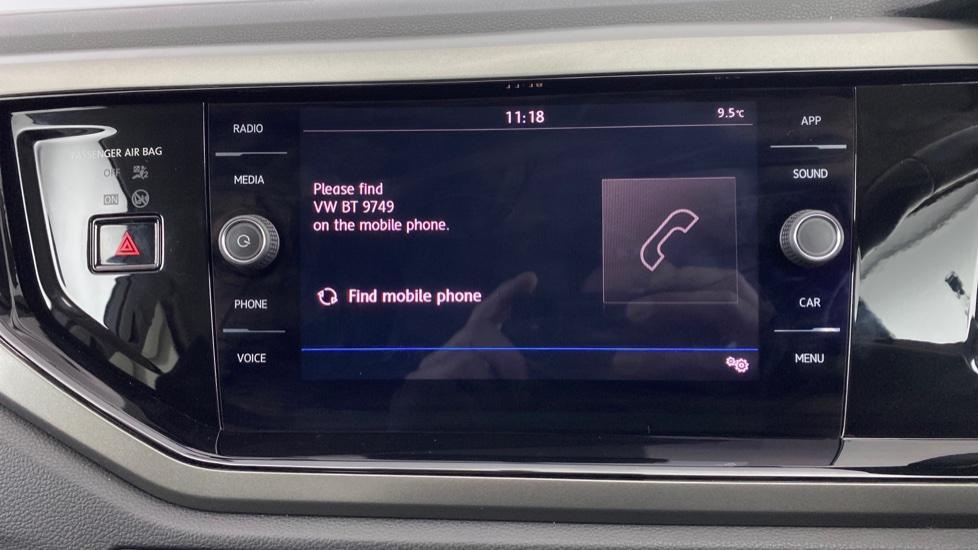 11:18
9.5°C
RADIO
APP
PASSENGER AIR BAG
OFF
ON
MEDIA
SOUND
Please find
VW BT 9749
on the mobile phone.
Find mobile phone
PHONE
CAR
VOICE
MENU